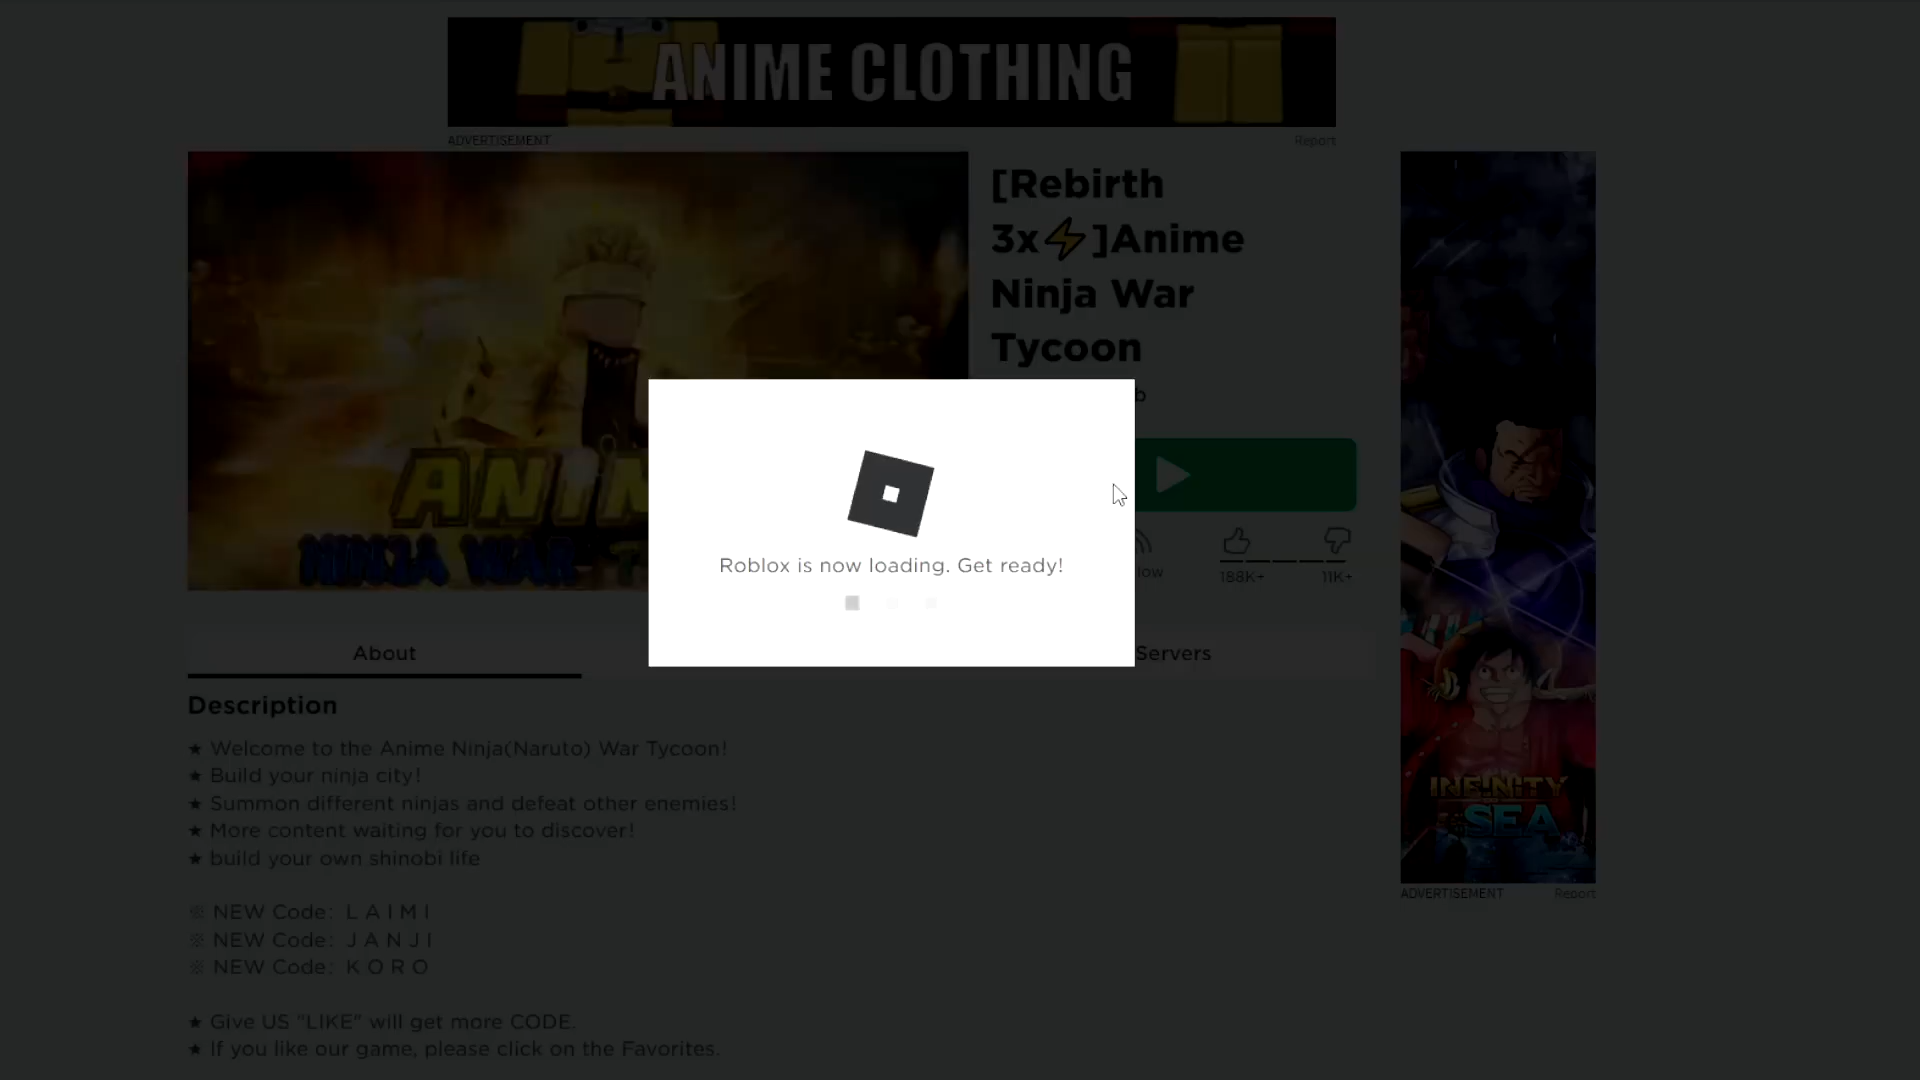 ANIME CLOTHING
ADVERTISEMENT
Report
[Rebirth
3x⚡]Anime
Ninja War
Tycoon
Roblox is now loading. Get ready!
188K+
11K+
About
Servers
Description
★ Welcome to the Anime Ninja(Naruto) War Tycoon!
★ Build your ninja city!
★ Summon different ninjas and defeat other enemies!
★ More content waiting for you to discover!
★ build your own shinobi life
※ NEW Code: L A I M I
※ NEW Code: J A N J I
※ NEW Code: K O R O
★ Give US "LIKE" will get more CODE.
★ If you like our game, please click on the Favorites.
NINJA WAR
INFINITY
SEA
ADVERTISEMENT
Report